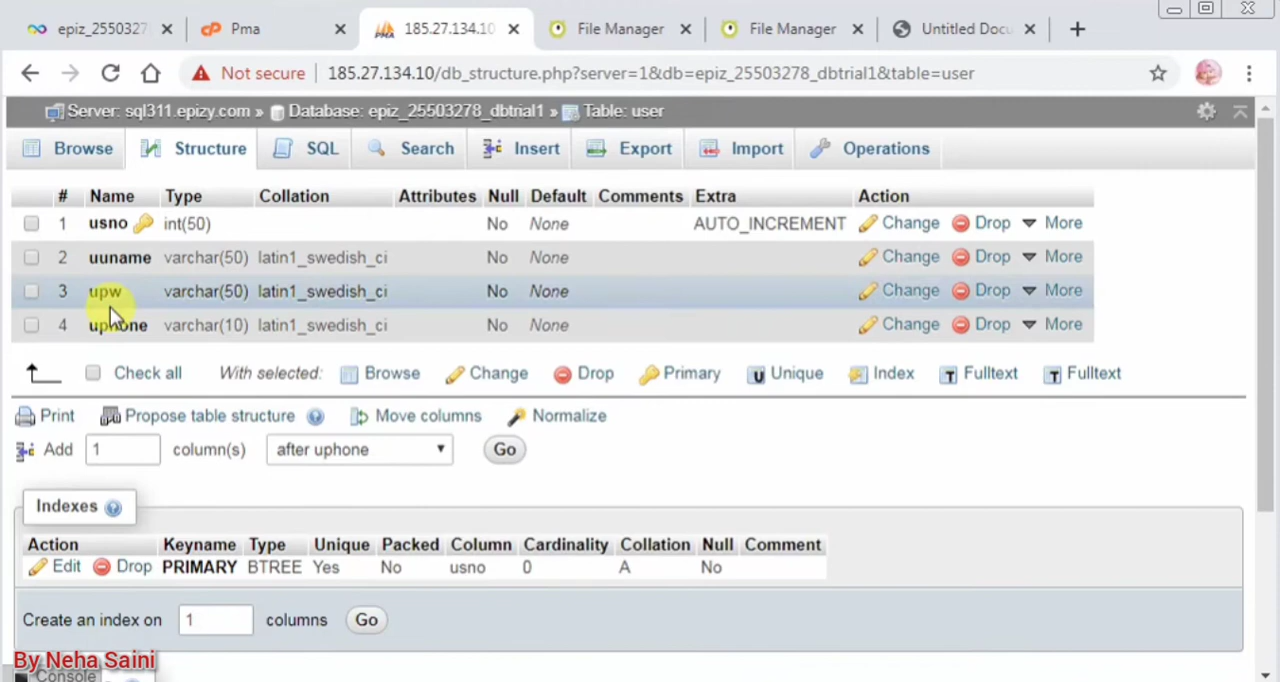 epiz_2550327
Pma
185.27.134.10
File Manager
File Manager
Untitled Docu
Not secure
185.27.134.10/db_structure.php?server=1&db=epiz_25503278_dbtrial1&table=user
Server: sql311.epizy.com » Database: epiz_25503278_dbtrial1 » Table: user
Browse Structure SQL Search Insert Export Import Operations
# Name Type Collation Attributes Null Default Comments Extra Action
1 usno int(50) No None AUTO_INCREMENT Change Drop More
2 uuname varchar(50) latin1_swedish_ci No None Change Drop More
3 upw varchar(50) latin1_swedish_ci No None Change Drop More
4 uphone varchar(10) latin1_swedish_ci No None Change Drop More
Check all With selected: Browse Change Drop Primary Unique Index Fulltext Fulltext
Print Propose table structure Move columns Normalize
Add 1 column(s) after uphone Go
Indexes
Action Keyname Type Unique Packed Column Cardinality Collation Null Comment
Edit Drop PRIMARY BTREE Yes No usno 0 A No
Create an index on 1 columns Go
By Neha Saini
Console